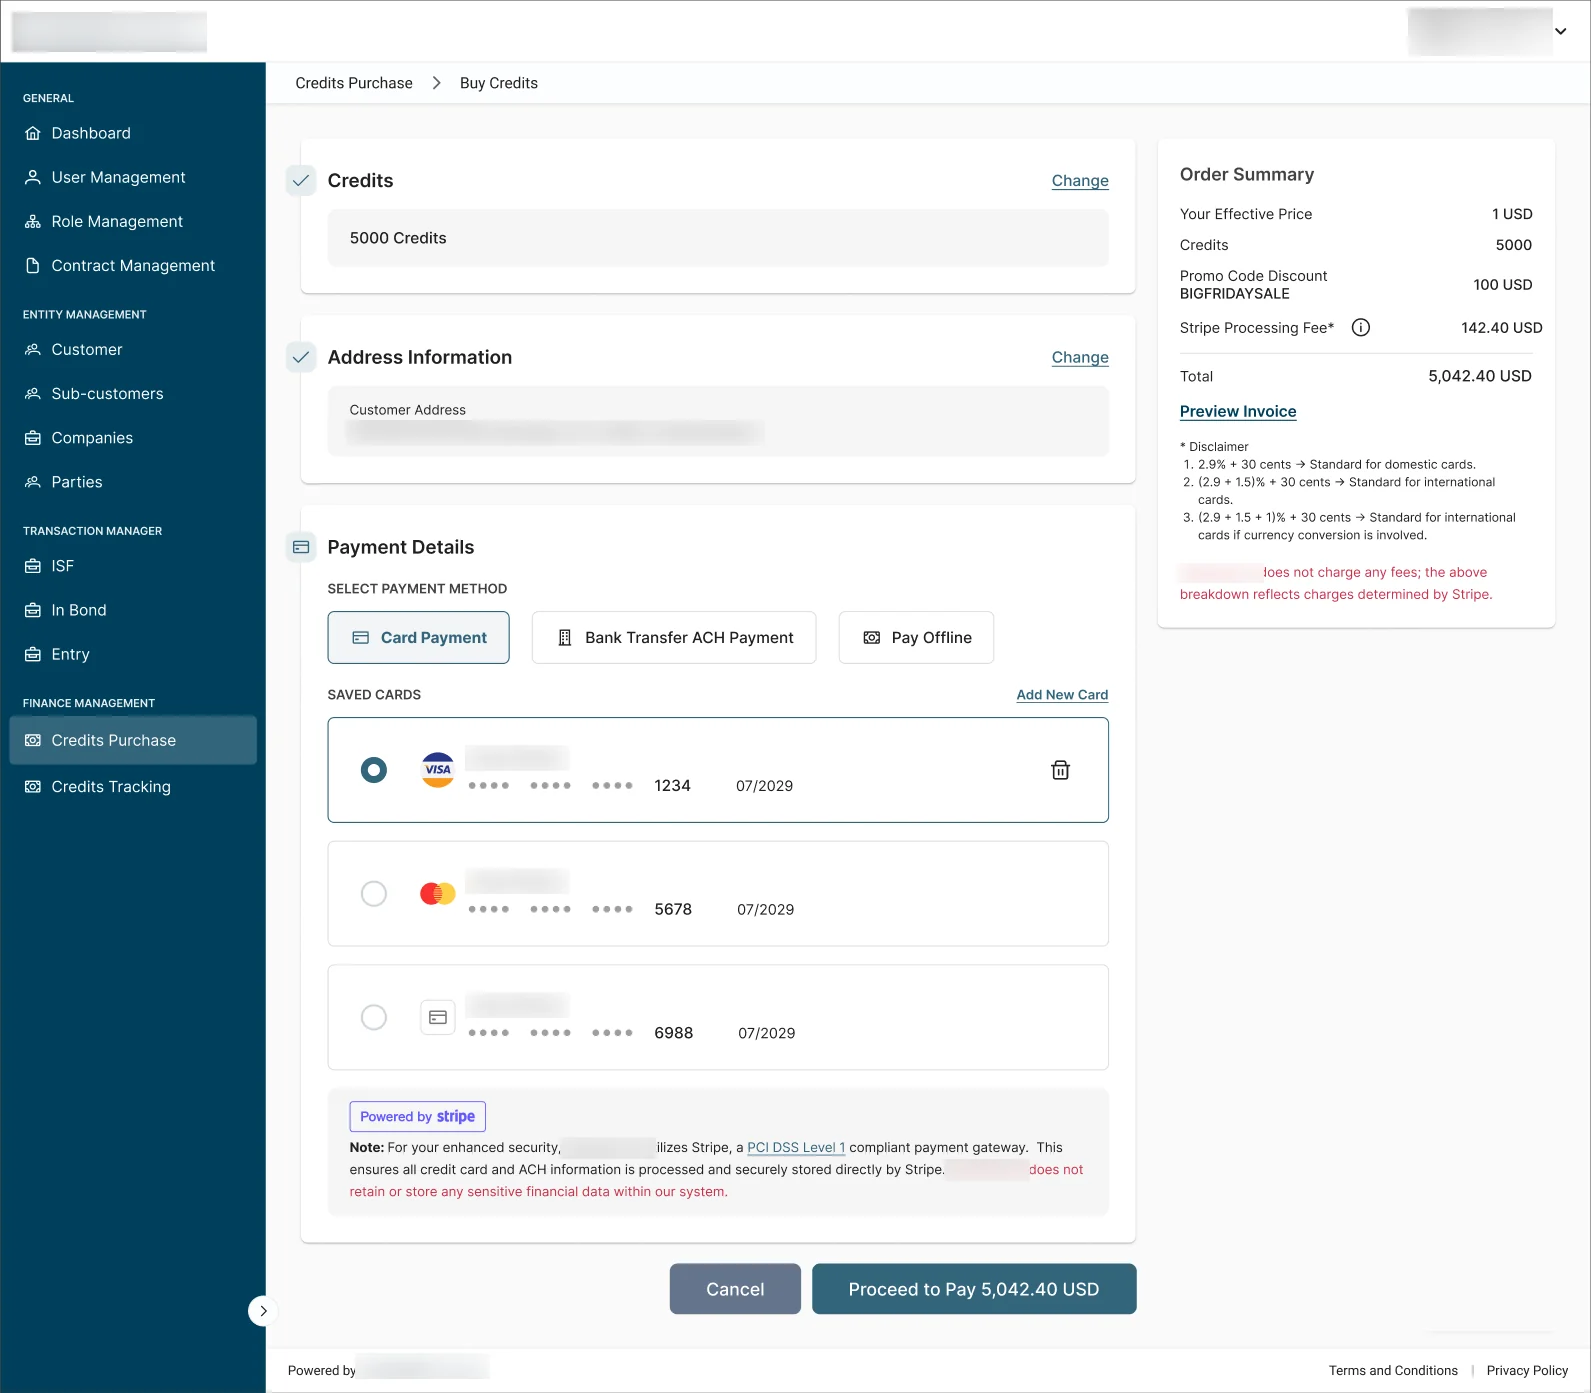 Credits Purchase > Buy Credits
GENERAL
Dashboard
User Management
Role Management
Contract Management
ENTITY MANAGEMENT
Customer
Sub-customers
Companies
Parties
TRANSACTION MANAGER
ISF
In Bond
Entry
FINANCE MANAGEMENT
Credits Purchase
Credits Tracking
Credits
Change
5000 Credits
Address Information
Change
Customer Address
Payment Details
SELECT PAYMENT METHOD
Card Payment
Bank Transfer ACH Payment
Pay Offline
SAVED CARDS
Add New Card
VISA
•••• •••• •••• 1234 07/2029
•••• •••• •••• 5678 07/2029
•••• •••• •••• 6988 07/2029
Powered by stripe
Note: For your enhanced security, ilizes Stripe, a PCI DSS Level 1 compliant payment gateway. This
ensures all credit card and ACH information is processed and securely stored directly by Stripe. does not
retain or store any sensitive financial data within our system.
Cancel
Proceed to Pay 5,042.40 USD
Order Summary
Your Effective Price 1 USD
Credits 5000
Promo Code Discount
BIGFRIDAYSALE 100 USD
Stripe Processing Fee* 142.40 USD
Total 5,042.40 USD
Preview Invoice
* Disclaimer
1. 2.9% + 30 cents → Standard for domestic cards.
2. (2.9 + 1.5)% + 30 cents → Standard for international
cards.
3. (2.9 + 1.5 + 1)% + 30 cents → Standard for international
cards if currency conversion is involved.
does not charge any fees; the above
breakdown reflects charges determined by Stripe.
Powered by
Terms and Conditions | Privacy Policy